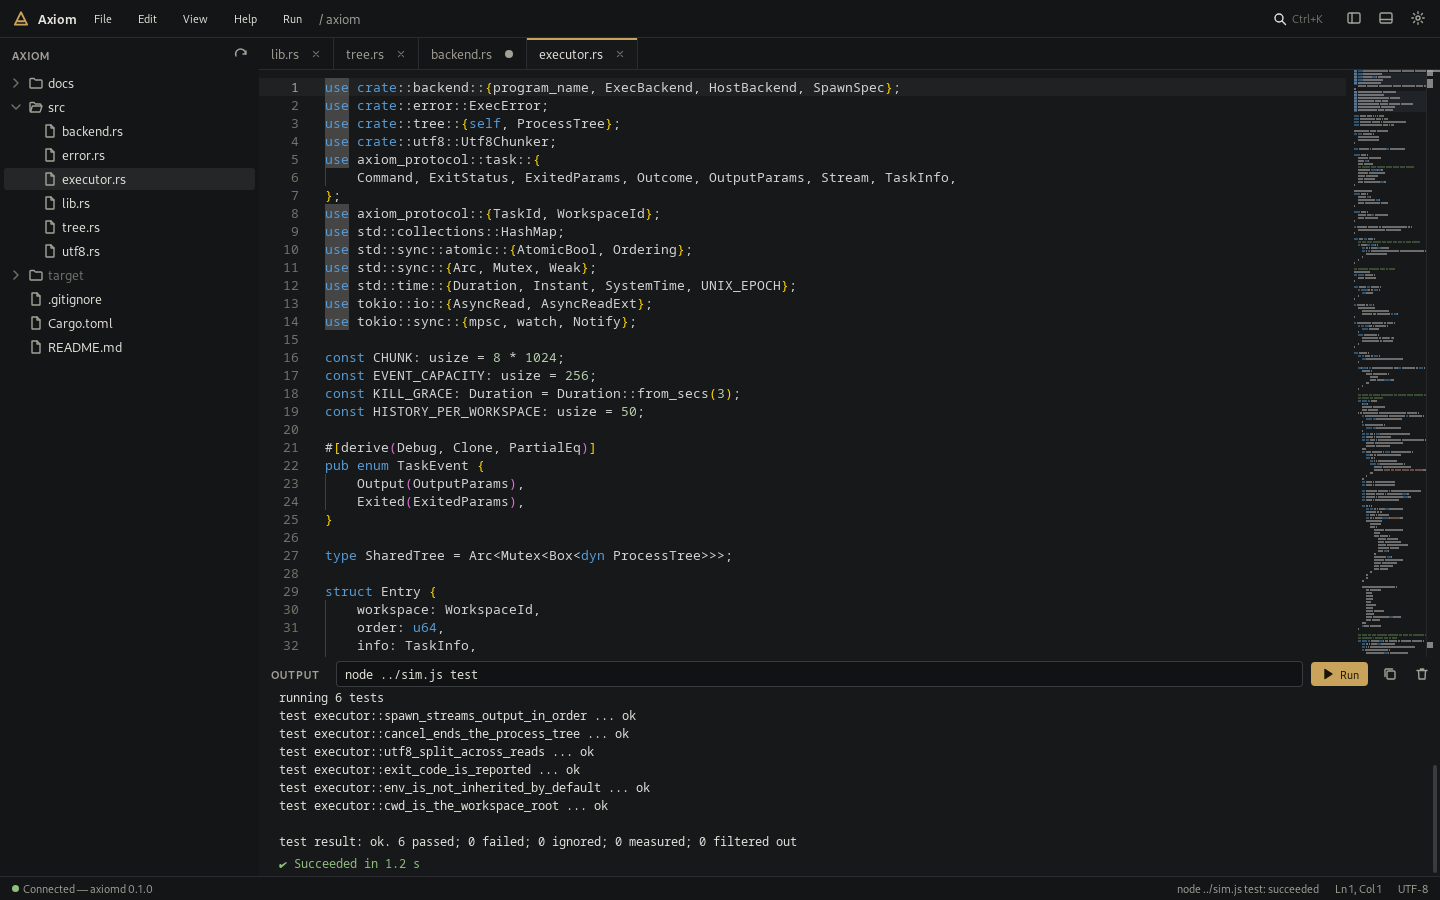 Axiom File Edit View Help Run / axiom Ctrl+K
AXIOM
docs
src
backend.rs
error.rs
executor.rs
lib.rs
tree.rs
utf8.rs
target
.gitignore
Cargo.toml
README.md
lib.rs tree.rs backend.rs executor.rs
1 use crate::backend::{program_name, ExecBackend, HostBackend, SpawnSpec};
2 use crate::error::ExecError;
3 use crate::tree::{self, ProcessTree};
4 use crate::utf8::Utf8Chunker;
5 use axiom_protocol::task::{
6 Command, ExitStatus, ExitedParams, Outcome, OutputParams, Stream, TaskInfo,
7 };
8 use axiom_protocol::{TaskId, WorkspaceId};
9 use std::collections::HashMap;
10 use std::sync::atomic::{AtomicBool, Ordering};
11 use std::sync::{Arc, Mutex, Weak};
12 use std::time::{Duration, Instant, SystemTime, UNIX_EPOCH};
13 use tokio::io::{AsyncRead, AsyncReadExt};
14 use tokio::sync::{mpsc, watch, Notify};
15
16 const CHUNK: usize = 8 * 1024;
17 const EVENT_CAPACITY: usize = 256;
18 const KILL_GRACE: Duration = Duration::from_secs(3);
19 const HISTORY_PER_WORKSPACE: usize = 50;
20
21 #[derive(Debug, Clone, PartialEq)]
22 pub enum TaskEvent {
23 Output(OutputParams),
24 Exited(ExitedParams),
25 }
26
27 type SharedTree = Arc<Mutex<Box<dyn ProcessTree>>>;
28
29 struct Entry {
30 workspace: WorkspaceId,
31 order: u64,
32 info: TaskInfo,
OUTPUT node ../sim.js test Run
running 6 tests
test executor::spawn_streams_output_in_order ... ok
test executor::cancel_ends_the_process_tree ... ok
test executor::utf8_split_across_reads ... ok
test executor::exit_code_is_reported ... ok
test executor::env_is_not_inherited_by_default ... ok
test executor::cwd_is_the_workspace_root ... ok
test result: ok. 6 passed; 0 failed; 0 ignored; 0 measured; 0 filtered out
✔ Succeeded in 1.2 s
Connected — axiomd 0.1.0 node ../sim.js test: succeeded Ln 1, Col 1 UTF-8